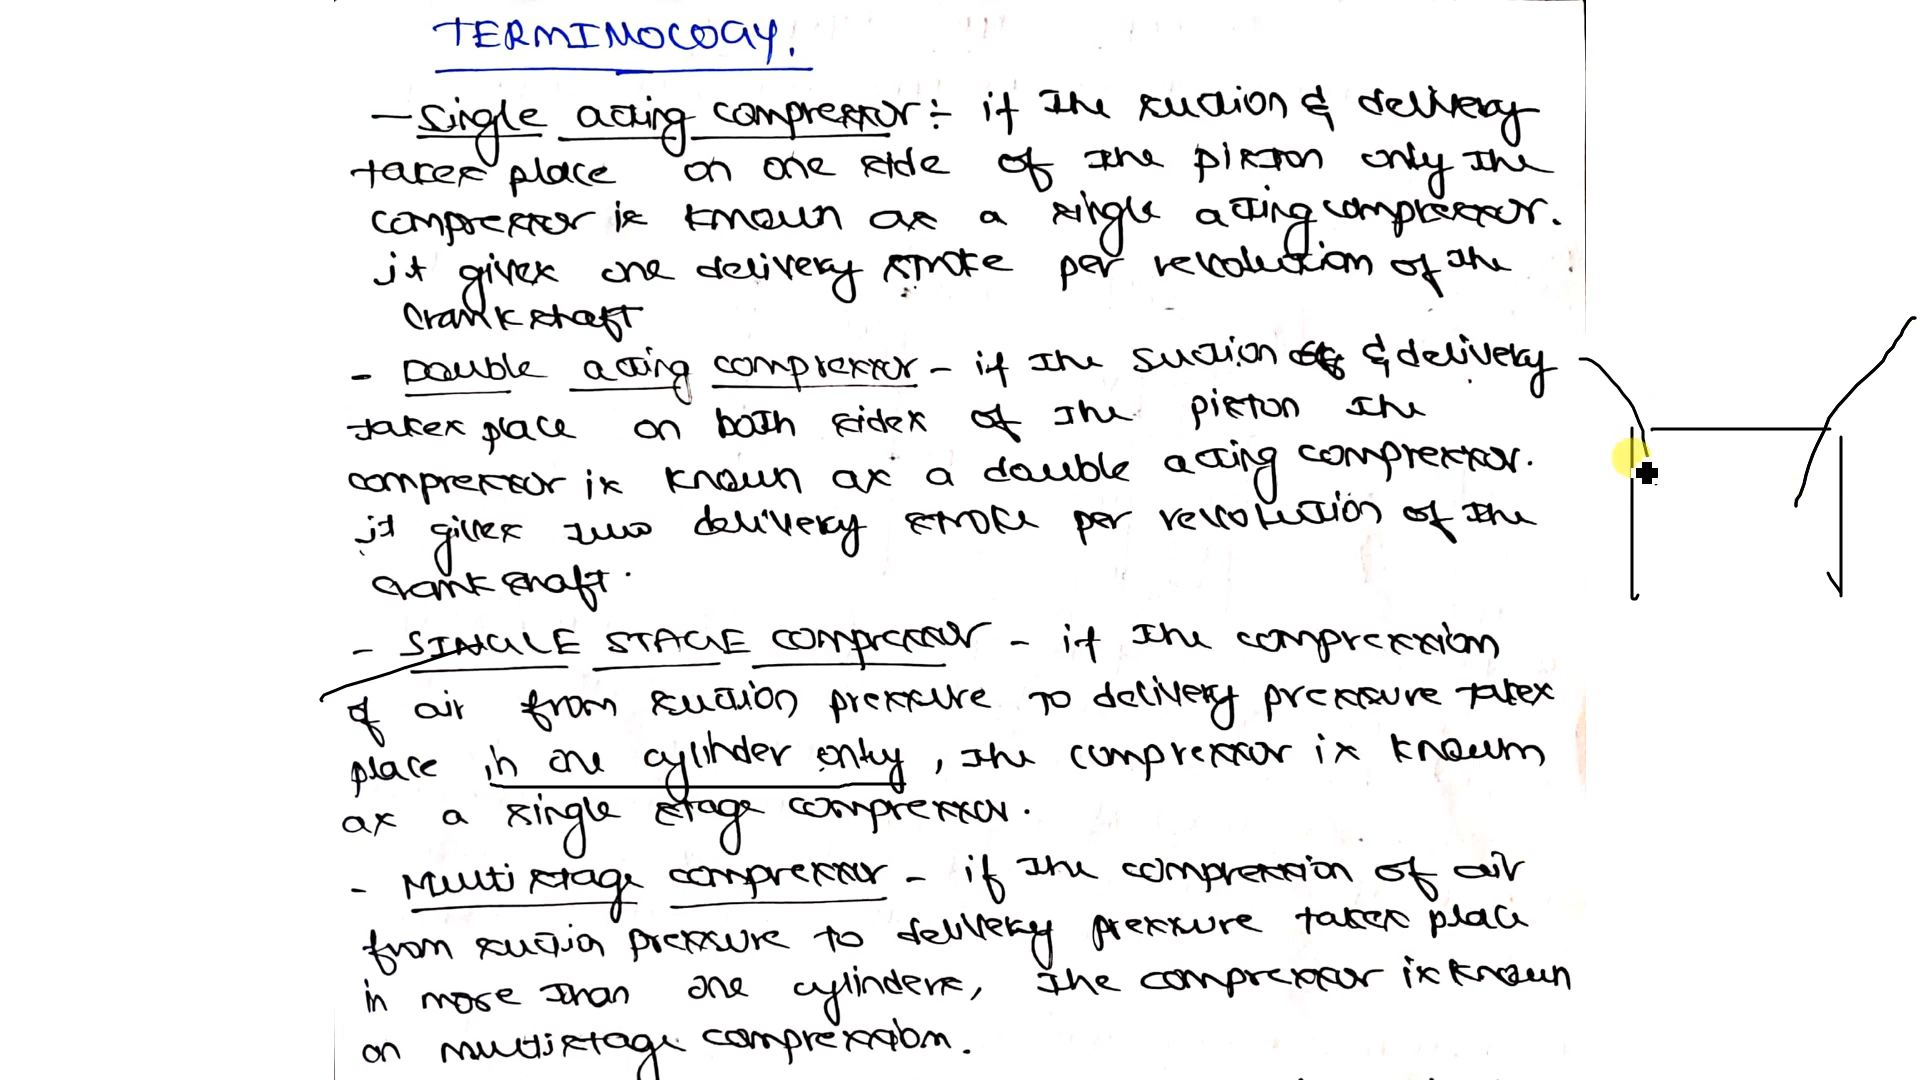 TERMINOLOGY.
- Single acting compressor :- if the suction & delivery
takes place on one side of the piston only the
compressor is known as a single acting compressor.
it gives one delivery stroke per revolution of the
crank shaft
- Double acting compressor - if the suction & delivery
takes place on both sides of the piston the
compressor is known as a double acting compressor.
it gives two delivery stroke per revolution of the
crank shaft.
- SINGLE STAGE compressor - if the compression
of air from suction pressure to delivery pressure takes
place in one cylinder only, the compressor is known
as a single stage compressor.
- Multi stage compressor - if the compression of air
from suction pressure to delivery pressure takes place
in more than one cylinders, the compressor is known
on multistage compression.